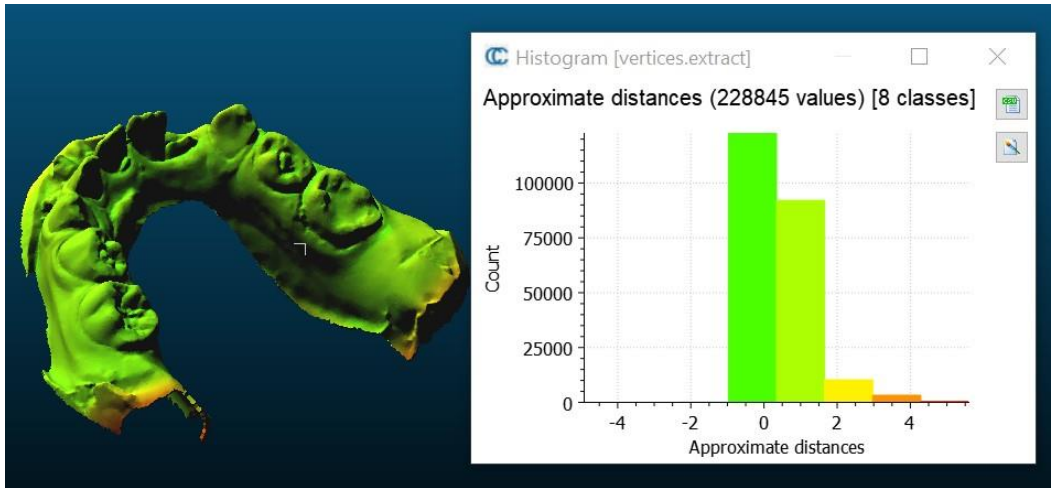 Histogram [vertices.extract]
Approximate distances (228845 values) [8 classes]
CSV
100000
75000
50000
25000
0
Count
-4 -2 0 2 4
Approximate distances